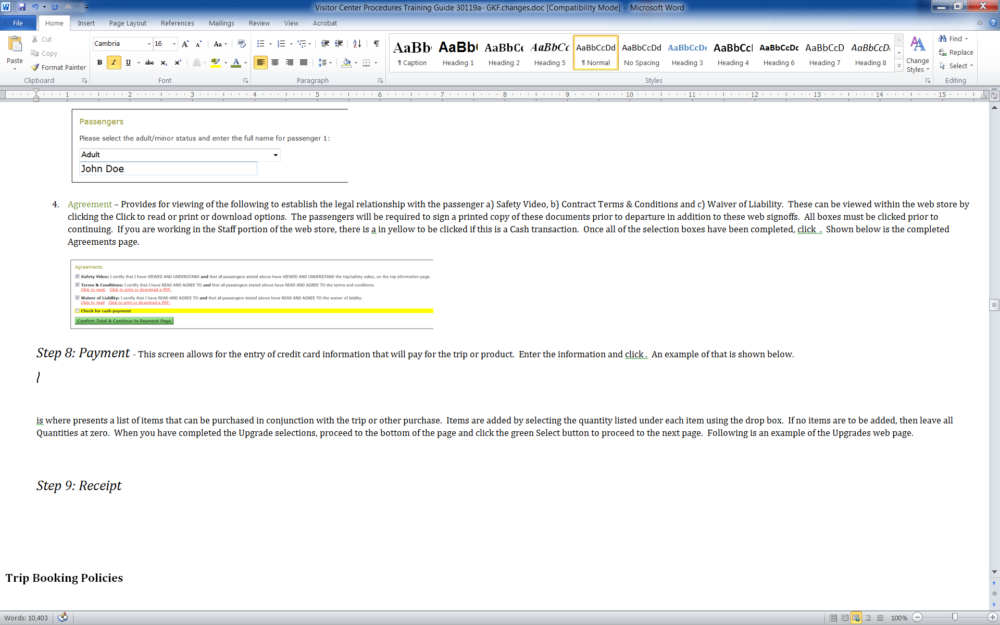 Visitor Center Procedures Training Guide 30119a- GKF.changes.doc [Compatibility Mode] - Microsoft Word
File Home Insert Page Layout References Mailings Review View Acrobat
Paste
Cut
Copy
Format Painter
Clipboard
Cambria 16
Font
Paragraph
AaBb AaBb( AaBbCc AaBbCc AaBbCcDd AaBbCcDd AaBbCcDc AaBbCcI AaBbCcDc AaBbCcD AaBbCcD
¶ Caption Heading 1 Heading 2 Heading 5 ¶ Normal No Spacing Heading 3 Heading 4 Heading 6 Heading 7 Heading 8
Styles
Change Styles
Find
Replace
Select
Editing
1 2 3 4 5 6 7 8 9 10 11 12 13 14 15
Passengers
Please select the adult/minor status and enter the full name for passenger 1:
Adult
John Doe
4. Agreement – Provides for viewing of the following to establish the legal relationship with the passenger a) Safety Video, b) Contract Terms & Conditions and c) Waiver of Liability. These can be viewed within the web store by
clicking the Click to read or print or download options. The passengers will be required to sign a printed copy of these documents prior to departure in addition to these web signoffs. All boxes must be clicked prior to
continuing. If you are working in the Staff portion of the web store, there is a in yellow to be clicked if this is a Cash transaction. Once all of the selection boxes have been completed, click . Shown below is the completed
Agreements page.
Agreements
Safety Video: I certify that I have VIEWED AND UNDERSTAND and that all passengers stated above have VIEWED AND UNDERSTAND the trip/safety video, on the trip information page.
Terms & Conditions: I certify that I have READ AND AGREE TO and that all passengers stated above have READ AND AGREE TO the terms and conditions.
Click to read. Click to print or download a PDF.
Waiver of Liability: I certify that I have READ AND AGREE TO and that all passengers stated above have READ AND AGREE TO the waiver of liability.
Click to read Click to print or download a PDF.
Check for cash payment
Confirm Total & Continue to Payment Page
Step 8: Payment - This screen allows for the entry of credit card information that will pay for the trip or product. Enter the information and click . An example of that is shown below.
is where presents a list of items that can be purchased in conjunction with the trip or other purchase. Items are added by selecting the quantity listed under each item using the drop box. If no items are to be added, then leave all
Quantities at zero. When you have completed the Upgrade selections, proceed to the bottom of the page and click the green Select button to proceed to the next page. Following is an example of the Upgrades web page.
Step 9: Receipt
Trip Booking Policies
Words: 10,403
100%